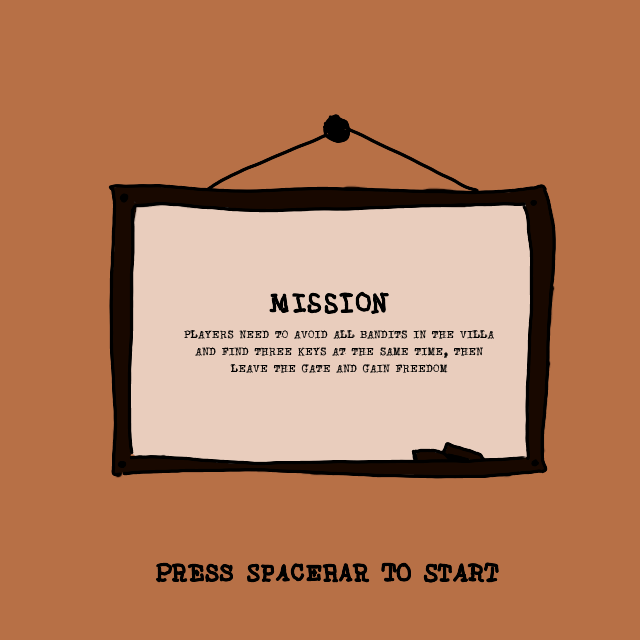 MISSION
PLAYERS NEED TO AVOID ALL BANDITS IN THE VILLA
AND FIND THREE KEYS AT THE SAME TIME, THEN
LEAVE THE GATE AND GAIN FREEDOM
PRESS SPACEBAR TO START